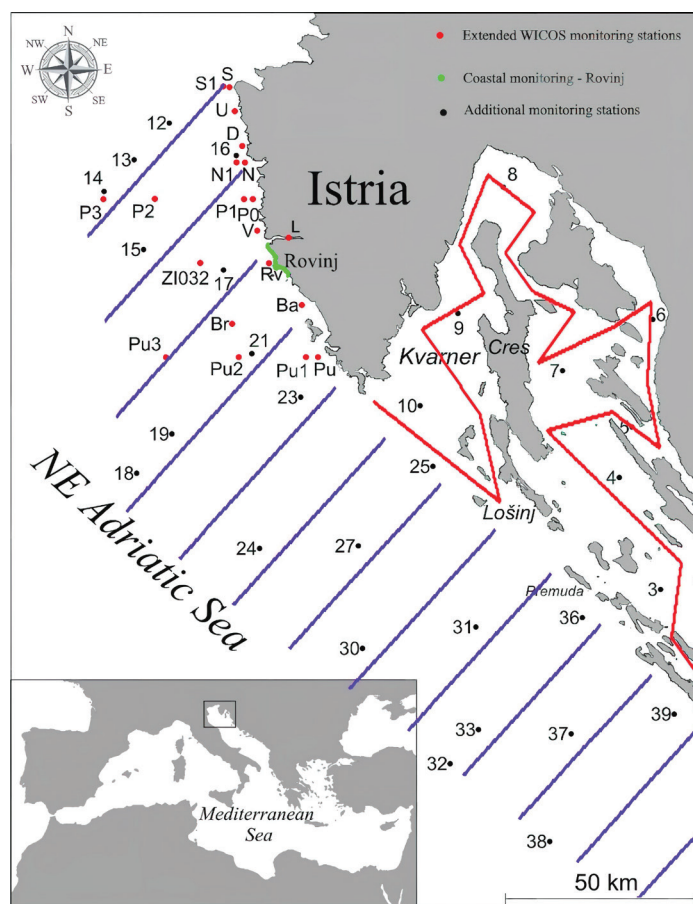 N
NW
NE
W
E
SW
SE
S
Extended WICOS monitoring stations
Coastal monitoring - Rovinj
Additional monitoring stations
S1 S
U
12
D
16
13
N1 N
8
14
P3
P2
P1 P0
Istria
V
L
15
Rovinj
ZI032
17
Rv
Ba
9
6
Br
Kvarner
Cres
Pu3
21
Pu2
Pu1 Pu
7
23
10
5
19
18
25
4
NE Adriatic Sea
Lošinj
24
27
Premuda
3
36
31
30
39
33
37
32
38
Mediterranean
Sea
50 km